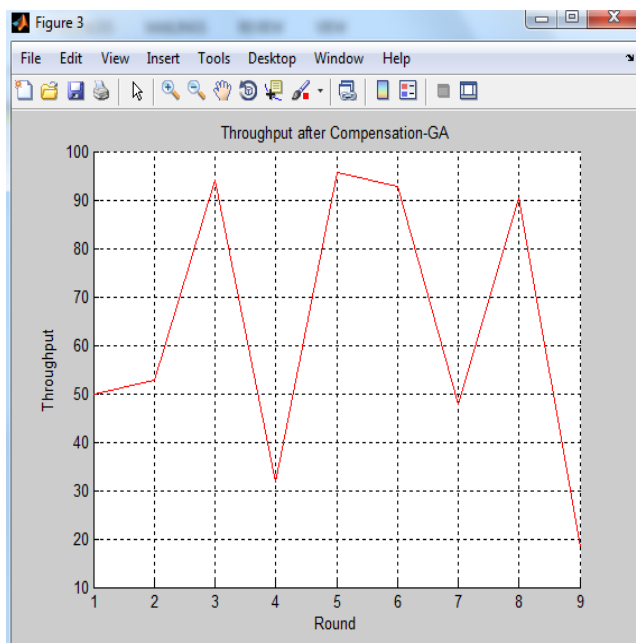 Figure 3
File Edit View Insert Tools Desktop Window Help
Throughput after Compensation-GA
100
90
80
70
60
50
40
30
20
10
Throughput
1 2 3 4 5 6 7 8 9
Round